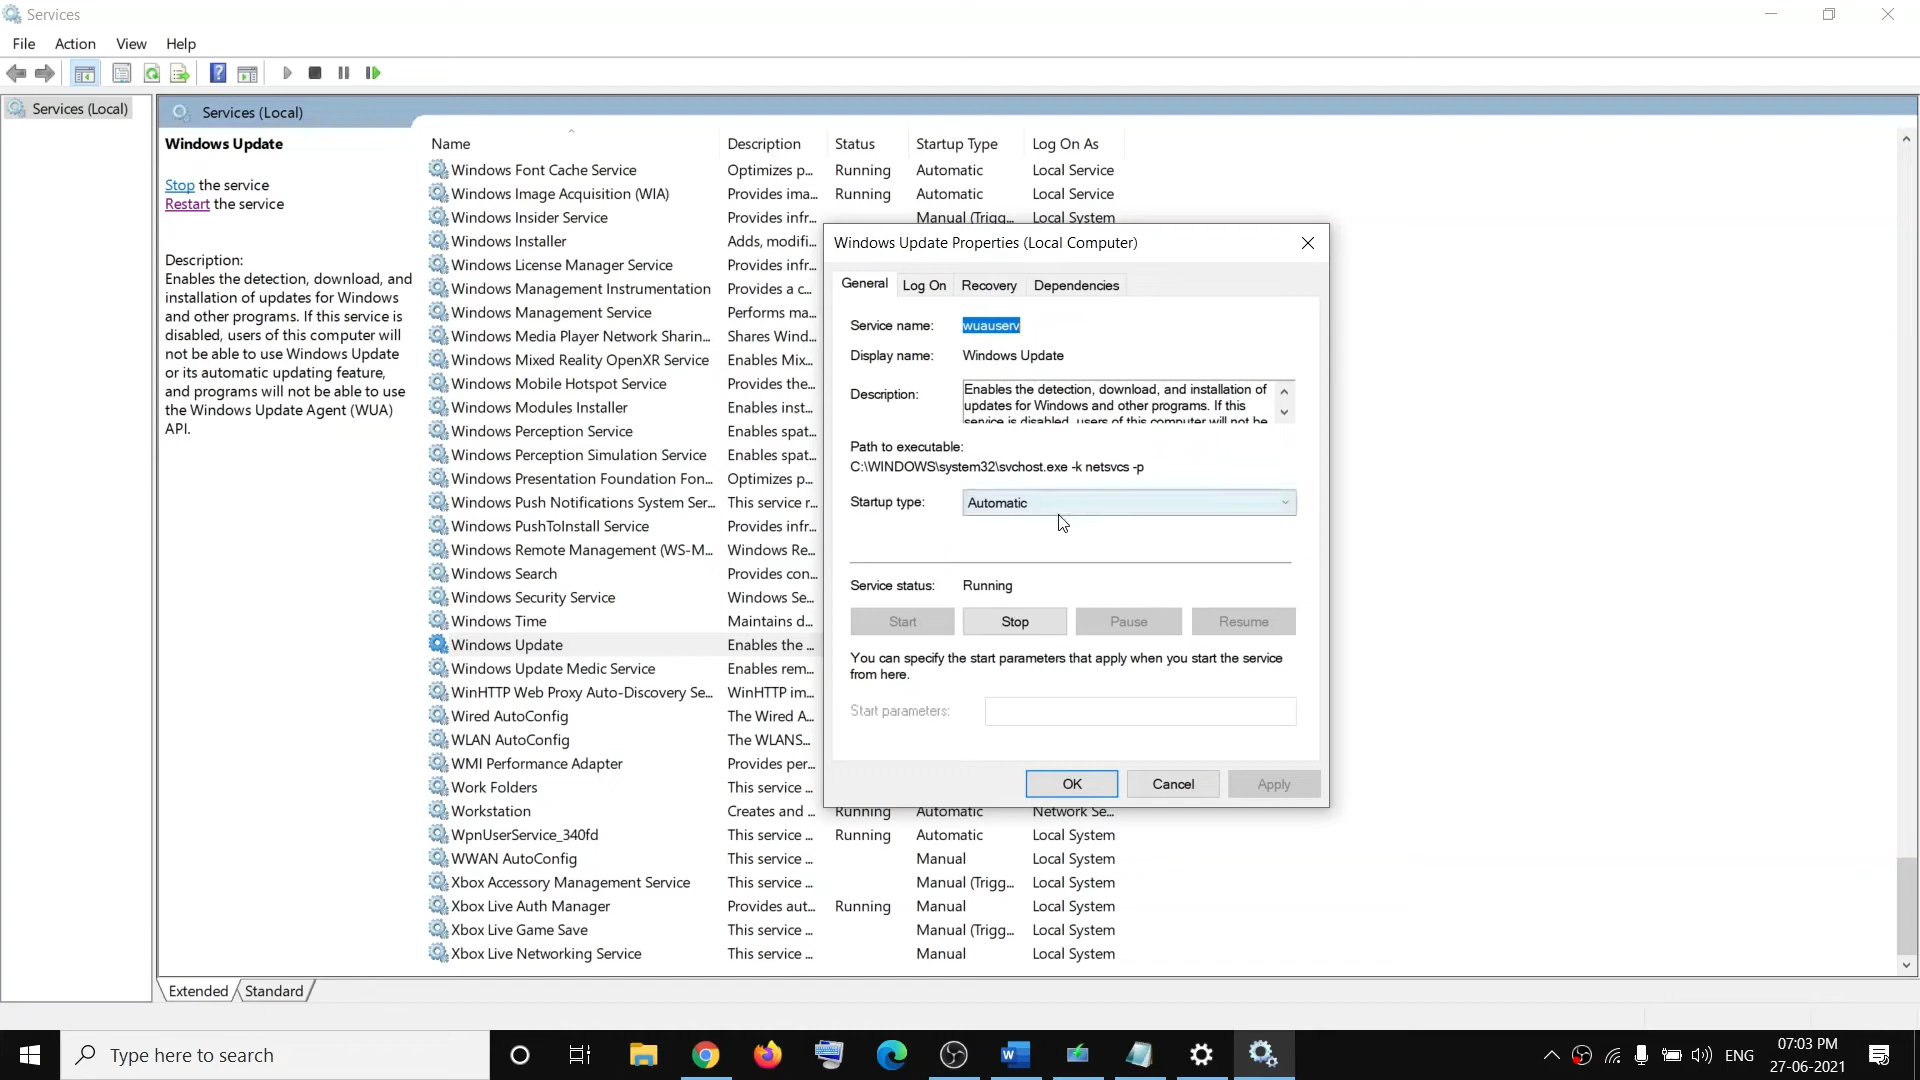 Services
File Action View Help
Services (Local)
Services (Local)
Windows Update
Stop the service
Restart the service
Description:
Enables the detection, download, and
installation of updates for Windows
and other programs. If this service is
disabled, users of this computer will
not be able to use Windows Update
or its automatic updating feature,
and programs will not be able to use
the Windows Update Agent (WUA)
API.
Name Description Status Startup Type Log On As
Windows Font Cache Service Optimizes p... Running Automatic Local Service
Windows Image Acquisition (WIA) Provides ima... Running Automatic Local Service
Windows Insider Service Provides infr... Manual (Trigg... Local System
Windows Installer Adds, modifi...
Windows License Manager Service Provides infr...
Windows Management Instrumentation Provides a c...
Windows Management Service Performs ma...
Windows Media Player Network Sharin... Shares Wind...
Windows Mixed Reality OpenXR Service Enables Mix...
Windows Mobile Hotspot Service Provides the...
Windows Modules Installer Enables inst...
Windows Perception Service Enables spat...
Windows Perception Simulation Service Enables spat...
Windows Presentation Foundation Fon... Optimizes p...
Windows Push Notifications System Ser... This service r...
Windows PushToInstall Service Provides infr...
Windows Remote Management (WS-M... Windows Re...
Windows Search Provides con...
Windows Security Service Windows Se...
Windows Time Maintains d...
Windows Update Enables the ...
Windows Update Medic Service Enables rem...
WinHTTP Web Proxy Auto-Discovery Se... WinHTTP im...
Wired AutoConfig The Wired A...
WLAN AutoConfig The WLANS...
WMI Performance Adapter Provides per...
Work Folders This service ...
Workstation Creates and ... Running Automatic Network Se...
WpnUserService_340fd This service ... Running Automatic Local System
WWAN AutoConfig This service ... Manual Local System
Xbox Accessory Management Service This service ... Manual (Trigg... Local System
Xbox Live Auth Manager Provides aut... Running Manual Local System
Xbox Live Game Save This service ... Manual (Trigg... Local System
Xbox Live Networking Service This service ... Manual Local System
Windows Update Properties (Local Computer)
General Log On Recovery Dependencies
Service name: wuauserv
Display name: Windows Update
Description: Enables the detection, download, and installation of
updates for Windows and other programs. If this
service is disabled, users of this computer will not be
Path to executable:
C:\WINDOWS\system32\svchost.exe -k netsvcs -p
Startup type: Automatic
Service status: Running
Start Stop Pause Resume
You can specify the start parameters that apply when you start the service
from here.
Start parameters:
OK Cancel Apply
Extended Standard
Type here to search
ENG
07:03 PM
27-06-2021